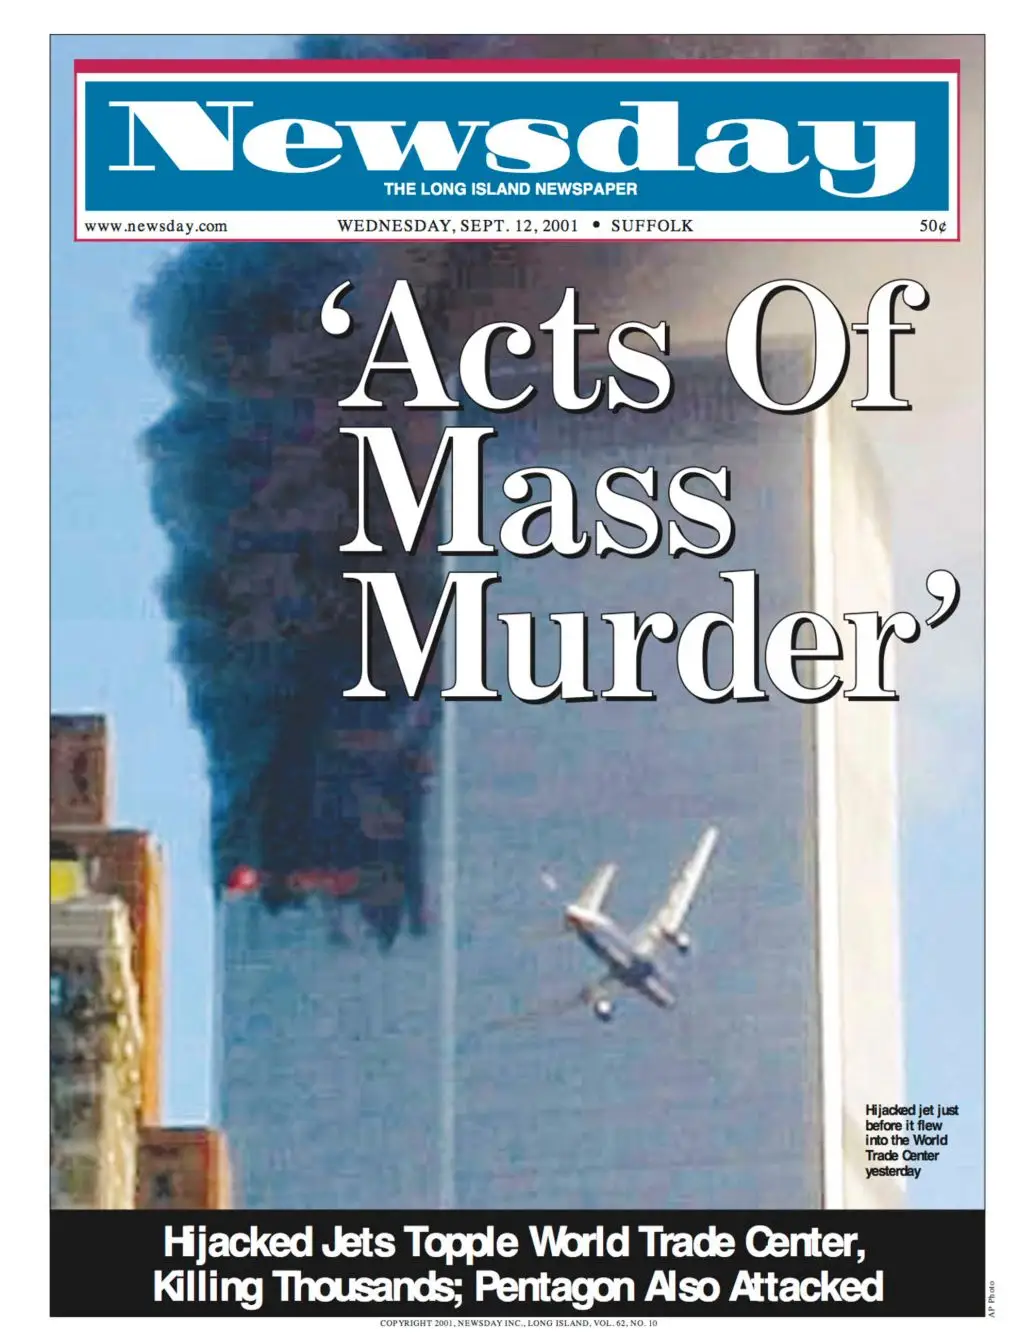 Newsday
THE LONG ISLAND NEWSPAPER
www.newsday.com WEDNESDAY, SEPT. 12, 2001 • SUFFOLK 50¢
‘Acts Of
Mass
Murder’
Hijacked jet just
before it flew
into the World
Trade Center
yesterday
Hijacked Jets Topple World Trade Center,
Killing Thousands; Pentagon Also Attacked
AP Photo
COPYRIGHT 2001, NEWSDAY INC., LONG ISLAND, VOL. 62, NO. 10